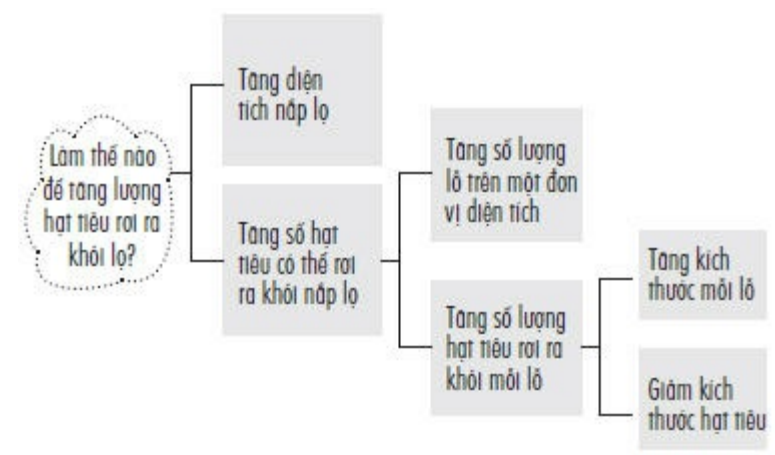 Làm thế nào
để tăng lượng
hạt tiêu rơi ra
khỏi lọ?
Tăng diện
tích nắp lọ
Tăng số hạt
tiêu có thể rơi
ra khỏi nắp lọ
Tăng số lượng
lỗ trên một đơn
vị diện tích
Tăng số lượng
hạt tiêu rơi ra
khỏi mỗi lỗ
Tăng kích
thước mỗi lỗ
Giảm kích
thước hạt tiêu